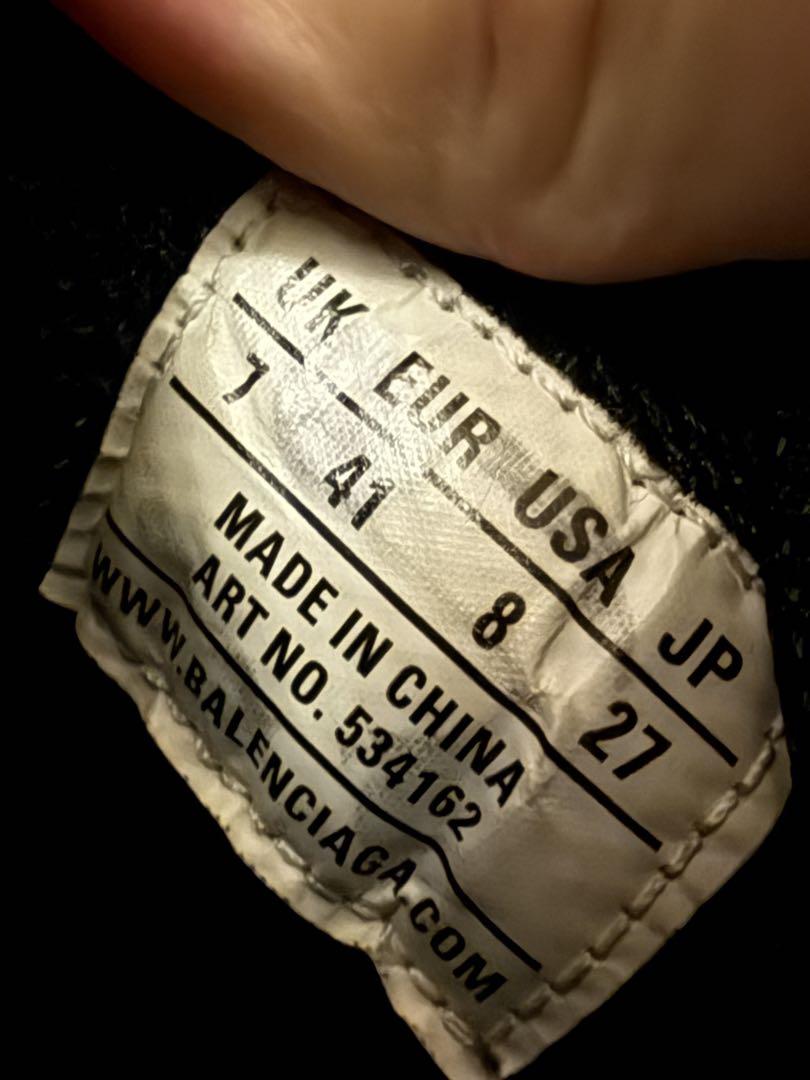 UK EUR USA JP
7 41 8 27
MADE IN CHINA
ART NO. 534162
WWW.BALENCIAGA.COM